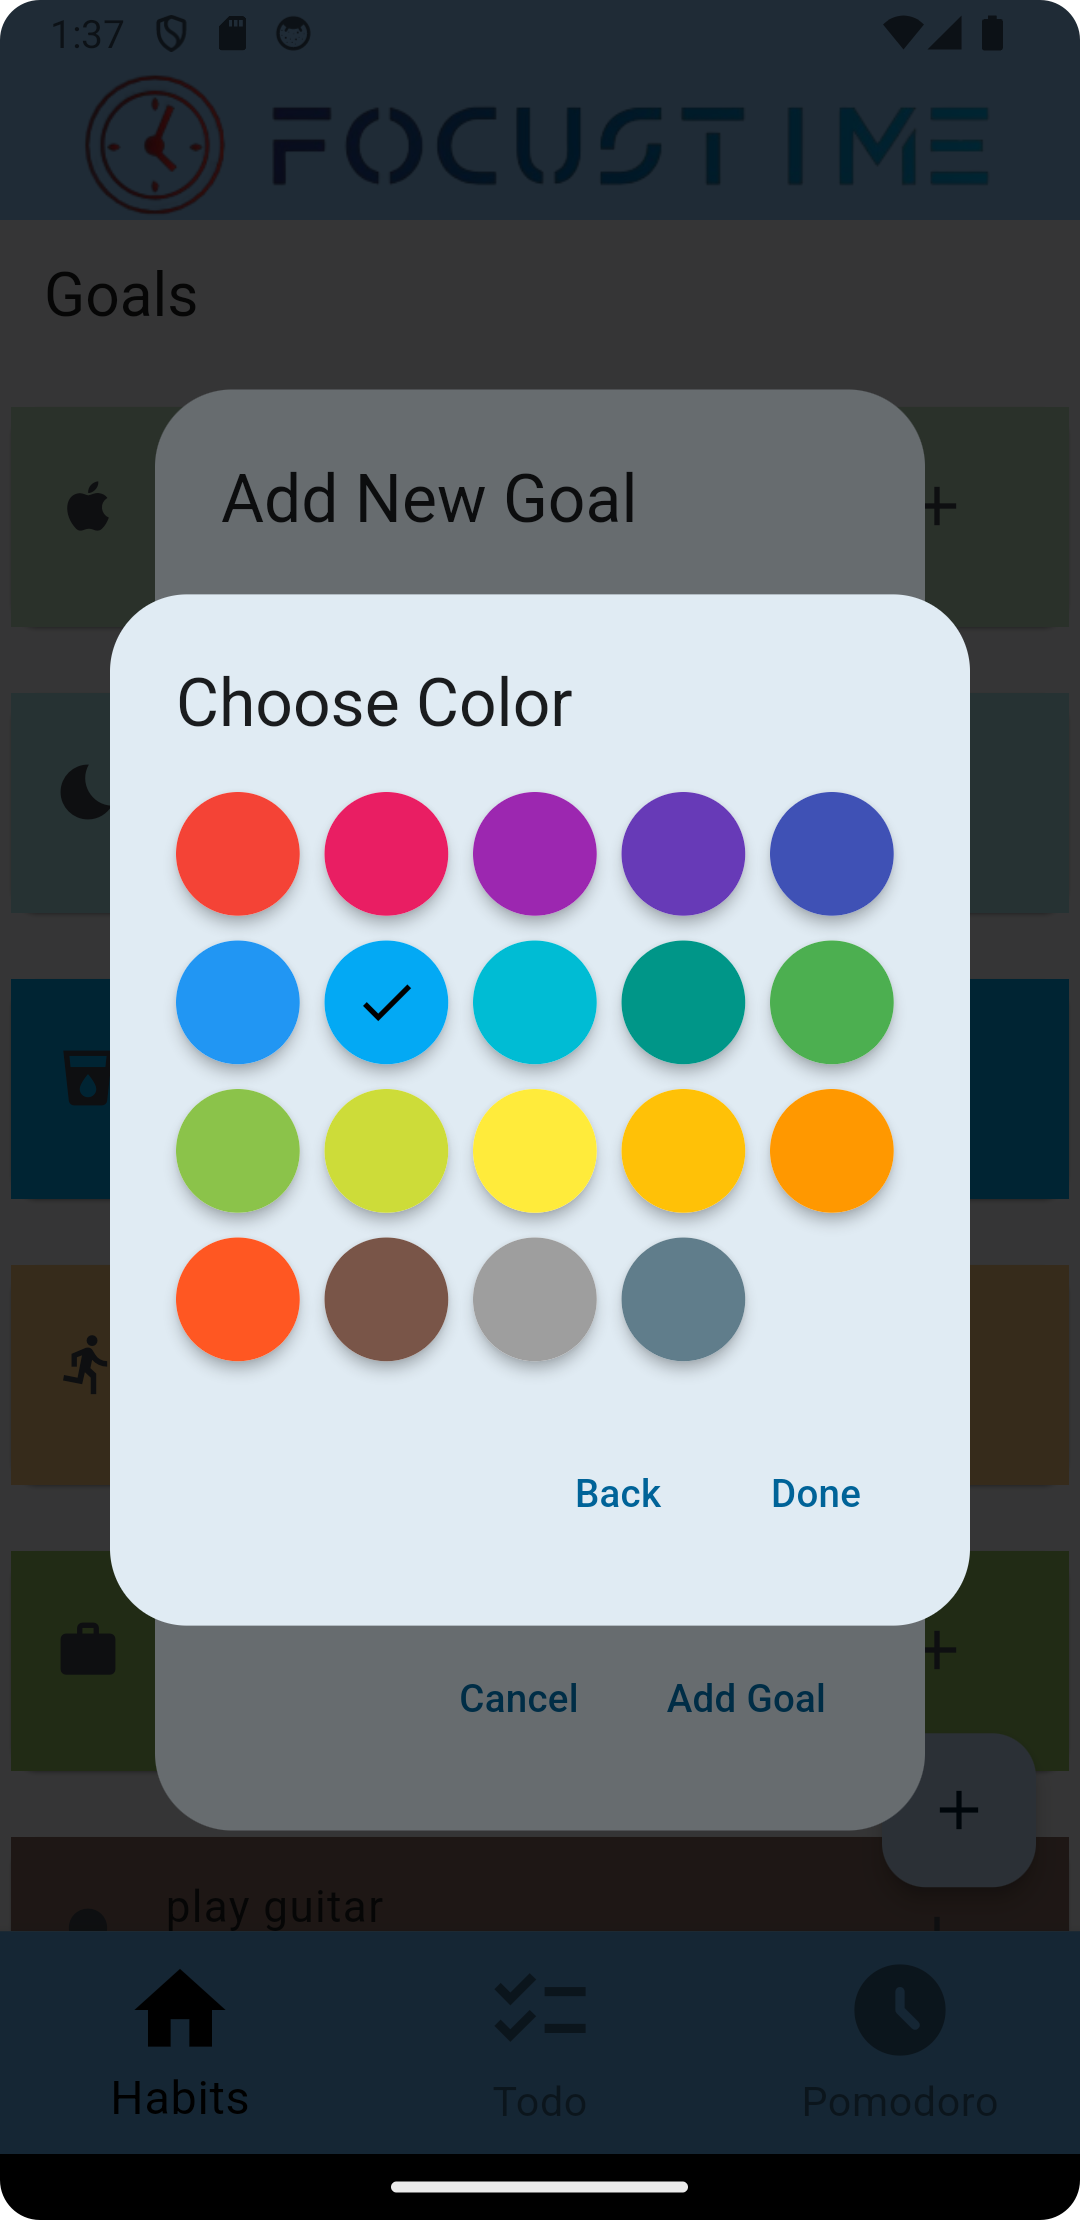 1:37
FOCUSTIME
Goals
Add New Goal
Choose Color
Back Done
Cancel Add Goal
play guitar
Habits Todo Pomodoro